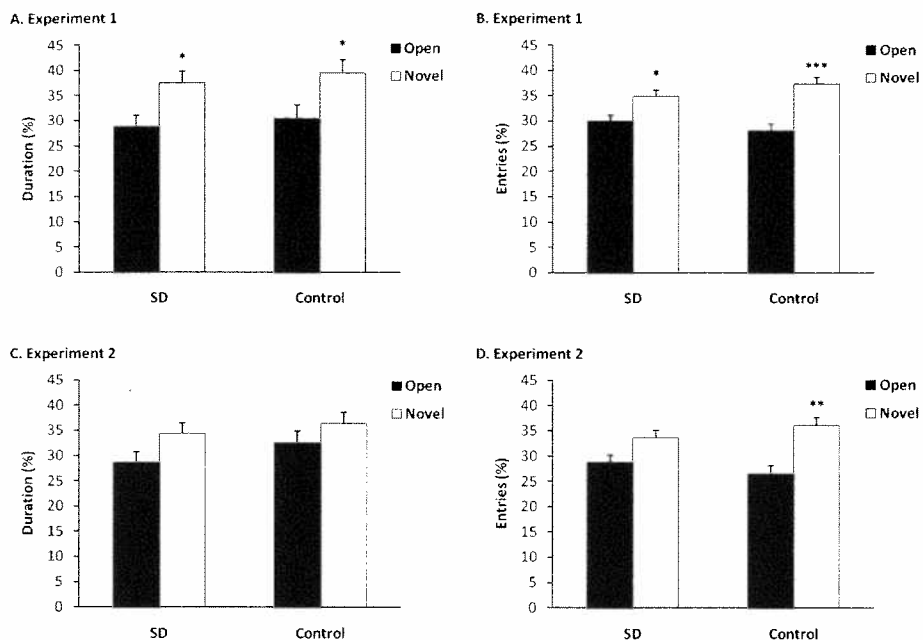 A. Experiment 1
45
40
35
30
25
20
15
10
5
0
Duration (%)
*
*
Open
Novel
SD Control
B. Experiment 1
45
40
35
30
25
20
15
10
5
0
Entries (%)
*
***
Open
Novel
SD Control
C. Experiment 2
45
40
35
30
25
20
15
10
5
0
Duration (%)
Open
Novel
SD Control
D. Experiment 2
45
40
35
30
25
20
15
10
5
0
Entries (%)
**
Open
Novel
SD Control